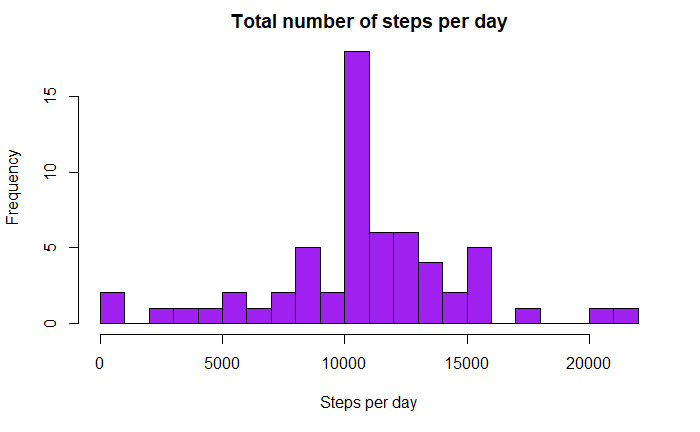 Total number of steps per day
Frequency
15
10
5
0
0 5000 10000 15000 20000
Steps per day